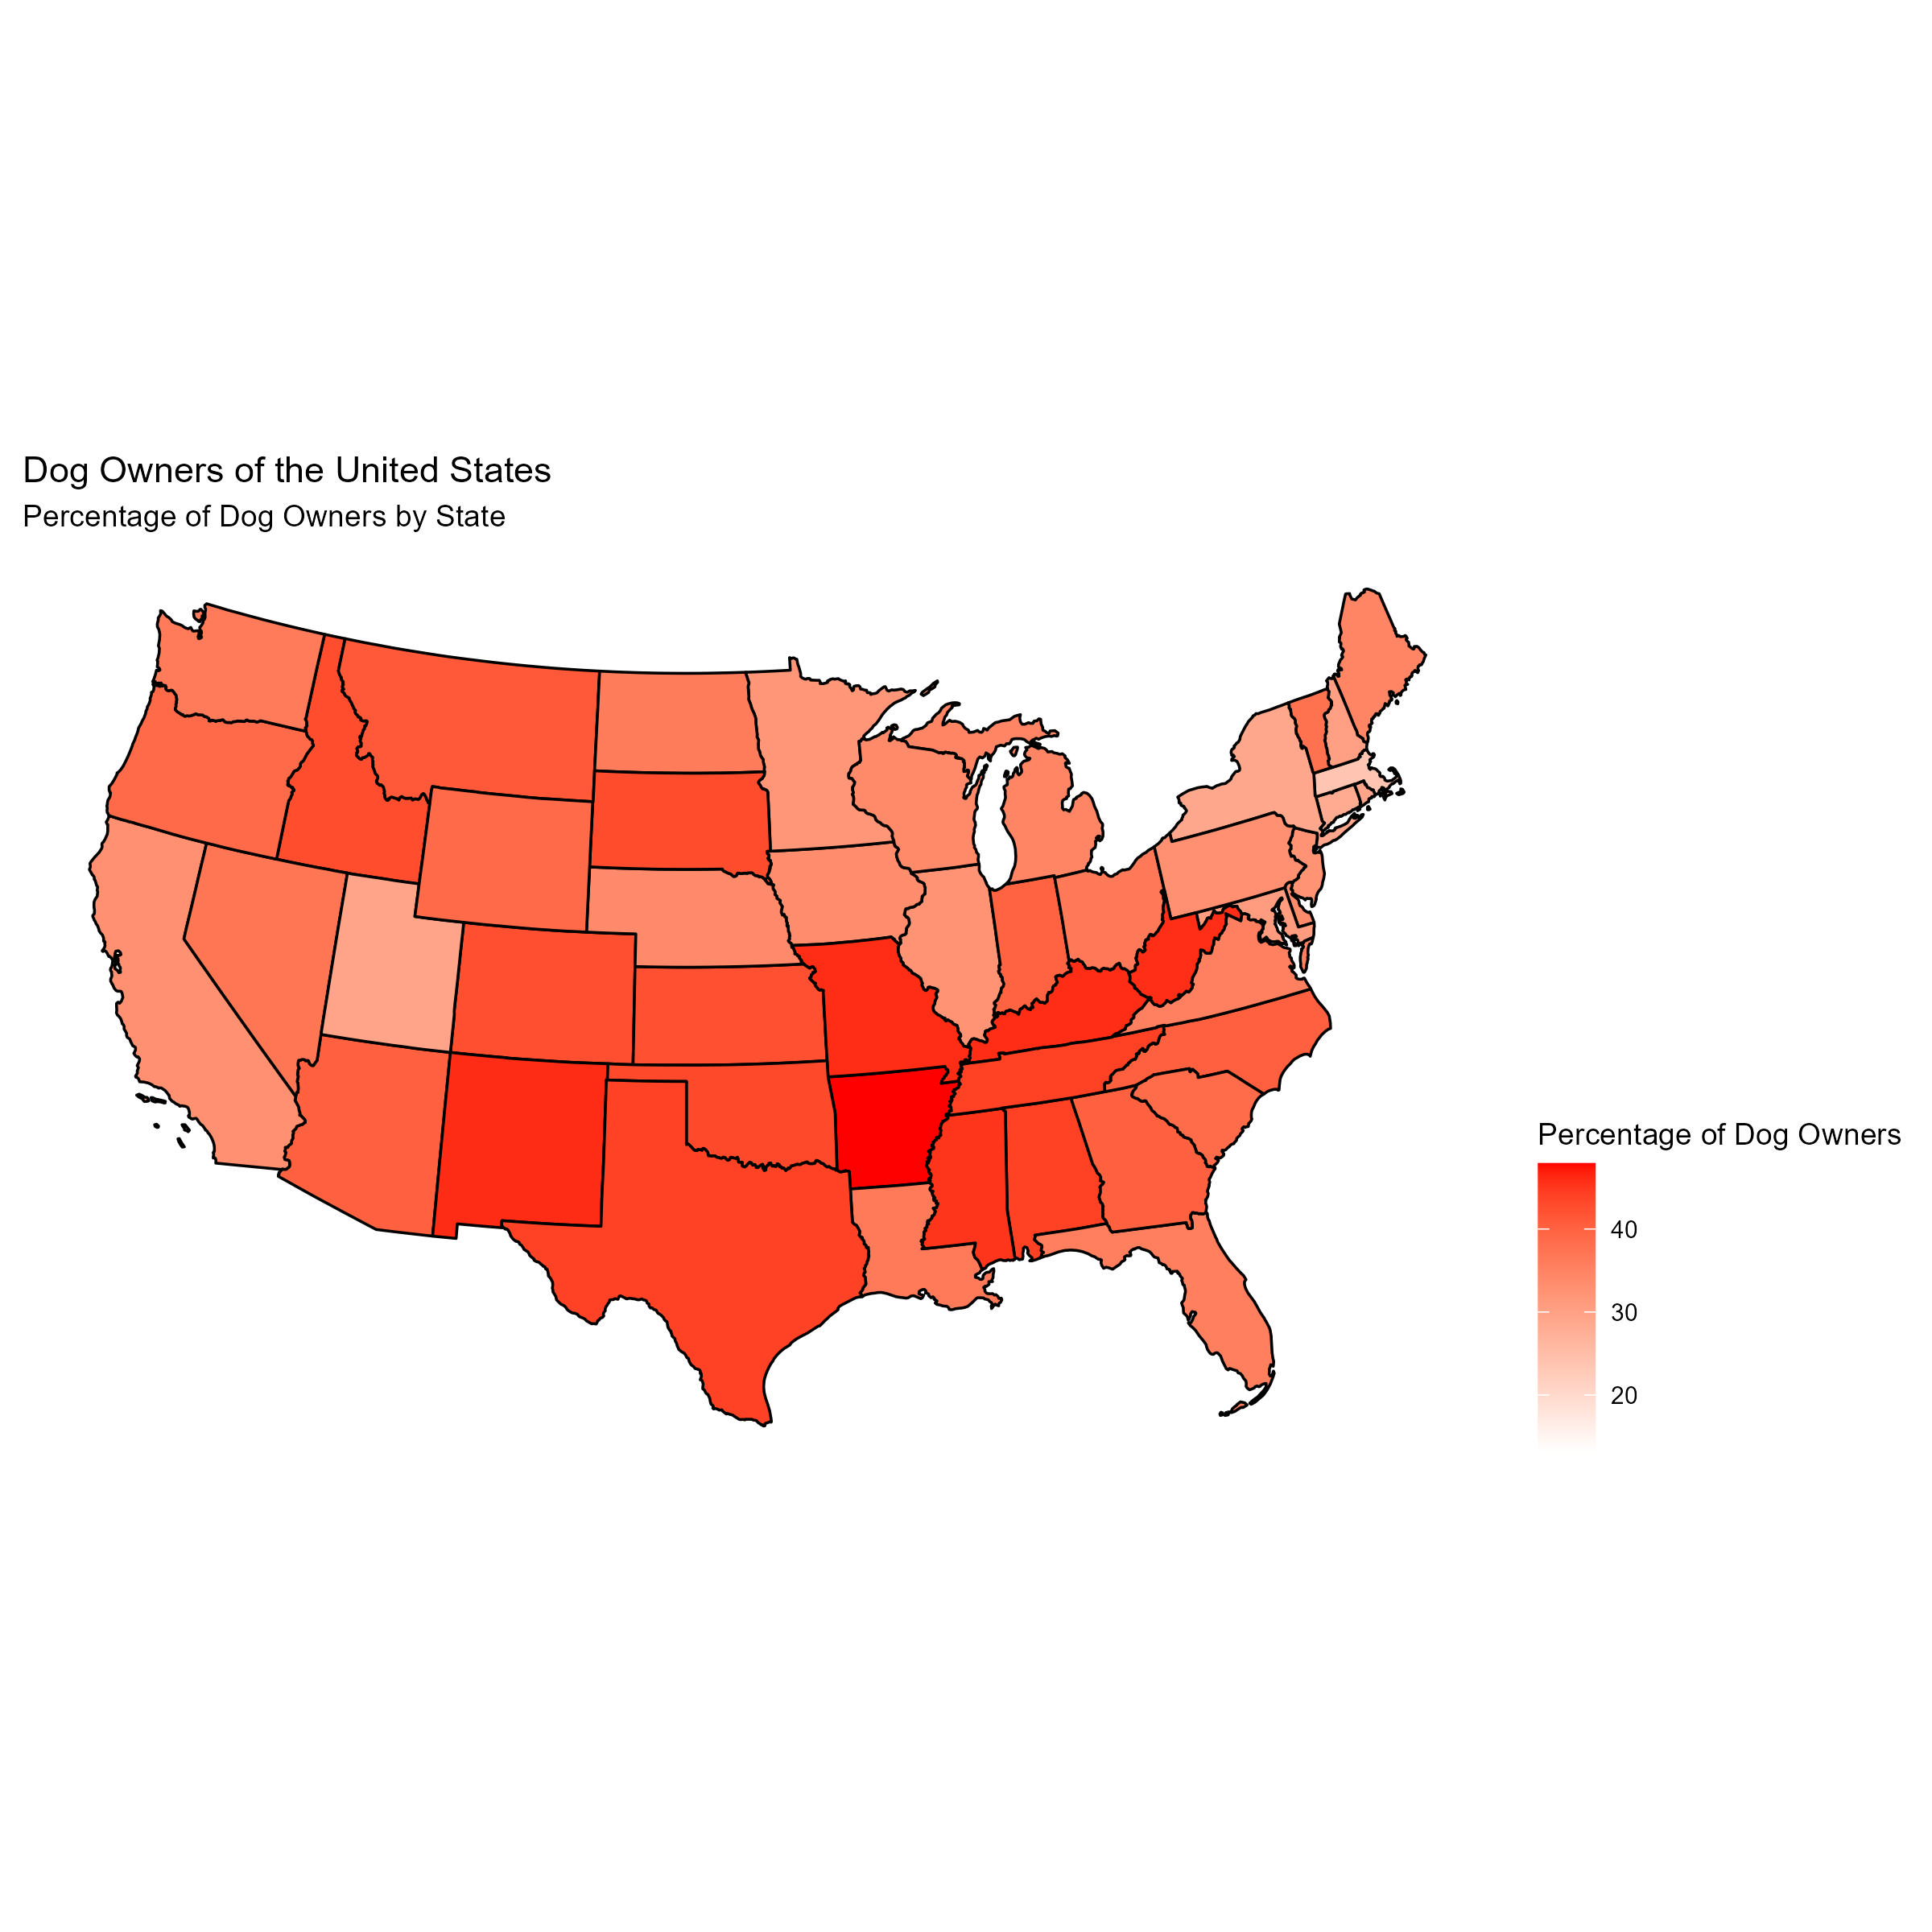 Dog Owners of the United States
Percentage of Dog Owners by State
Percentage of Dog Owners
40
30
20